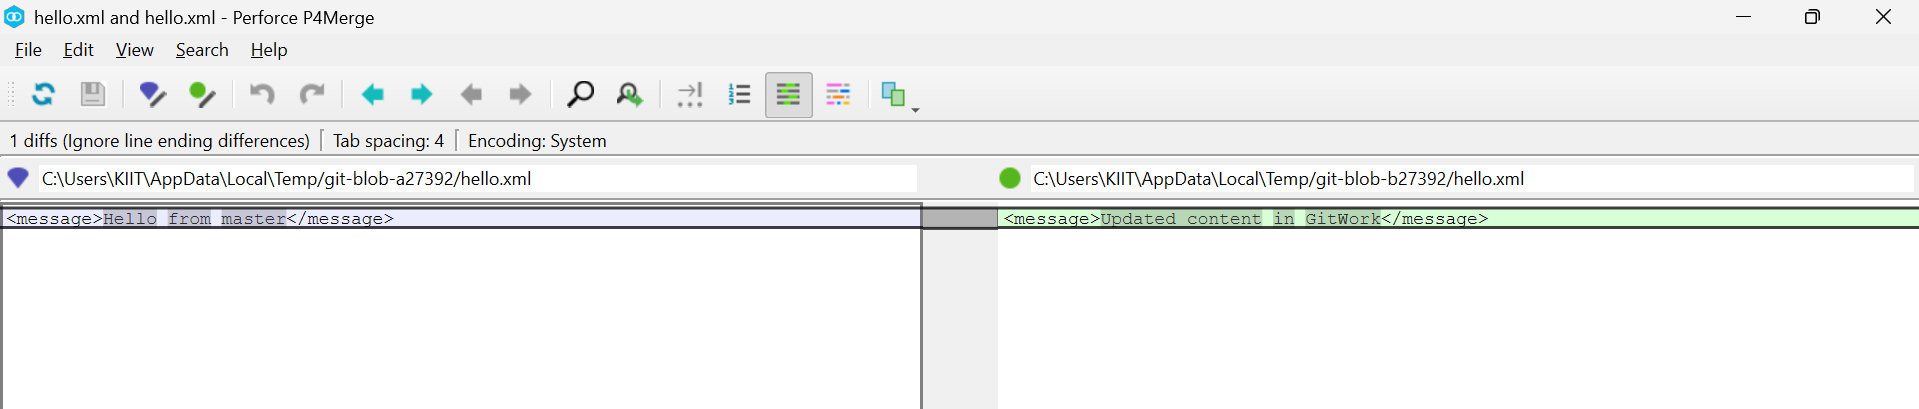 hello.xml and hello.xml - Perforce P4Merge
File Edit View Search Help
1 diffs (Ignore line ending differences) Tab spacing: 4 Encoding: System
C:\Users\KIIT\AppData\Local\Temp/git-blob-a27392/hello.xml
C:\Users\KIIT\AppData\Local\Temp/git-blob-b27392/hello.xml
<message>Hello from master</message>
<message>Updated content in GitWork</message>